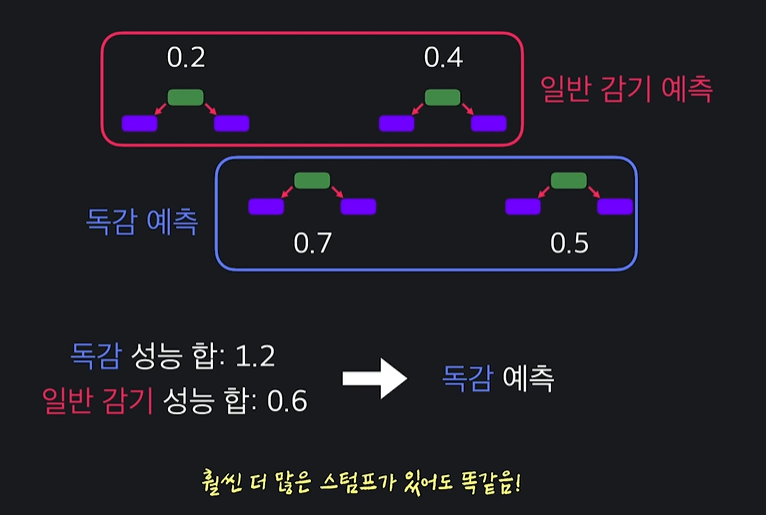 0.2 0.4
일반 감기 예측
독감 예측
0.7 0.5
독감 성능 합: 1.2
일반 감기 성능 합: 0.6
독감 예측
훨씬 더 많은 스텀프가 있어도 똑같음!